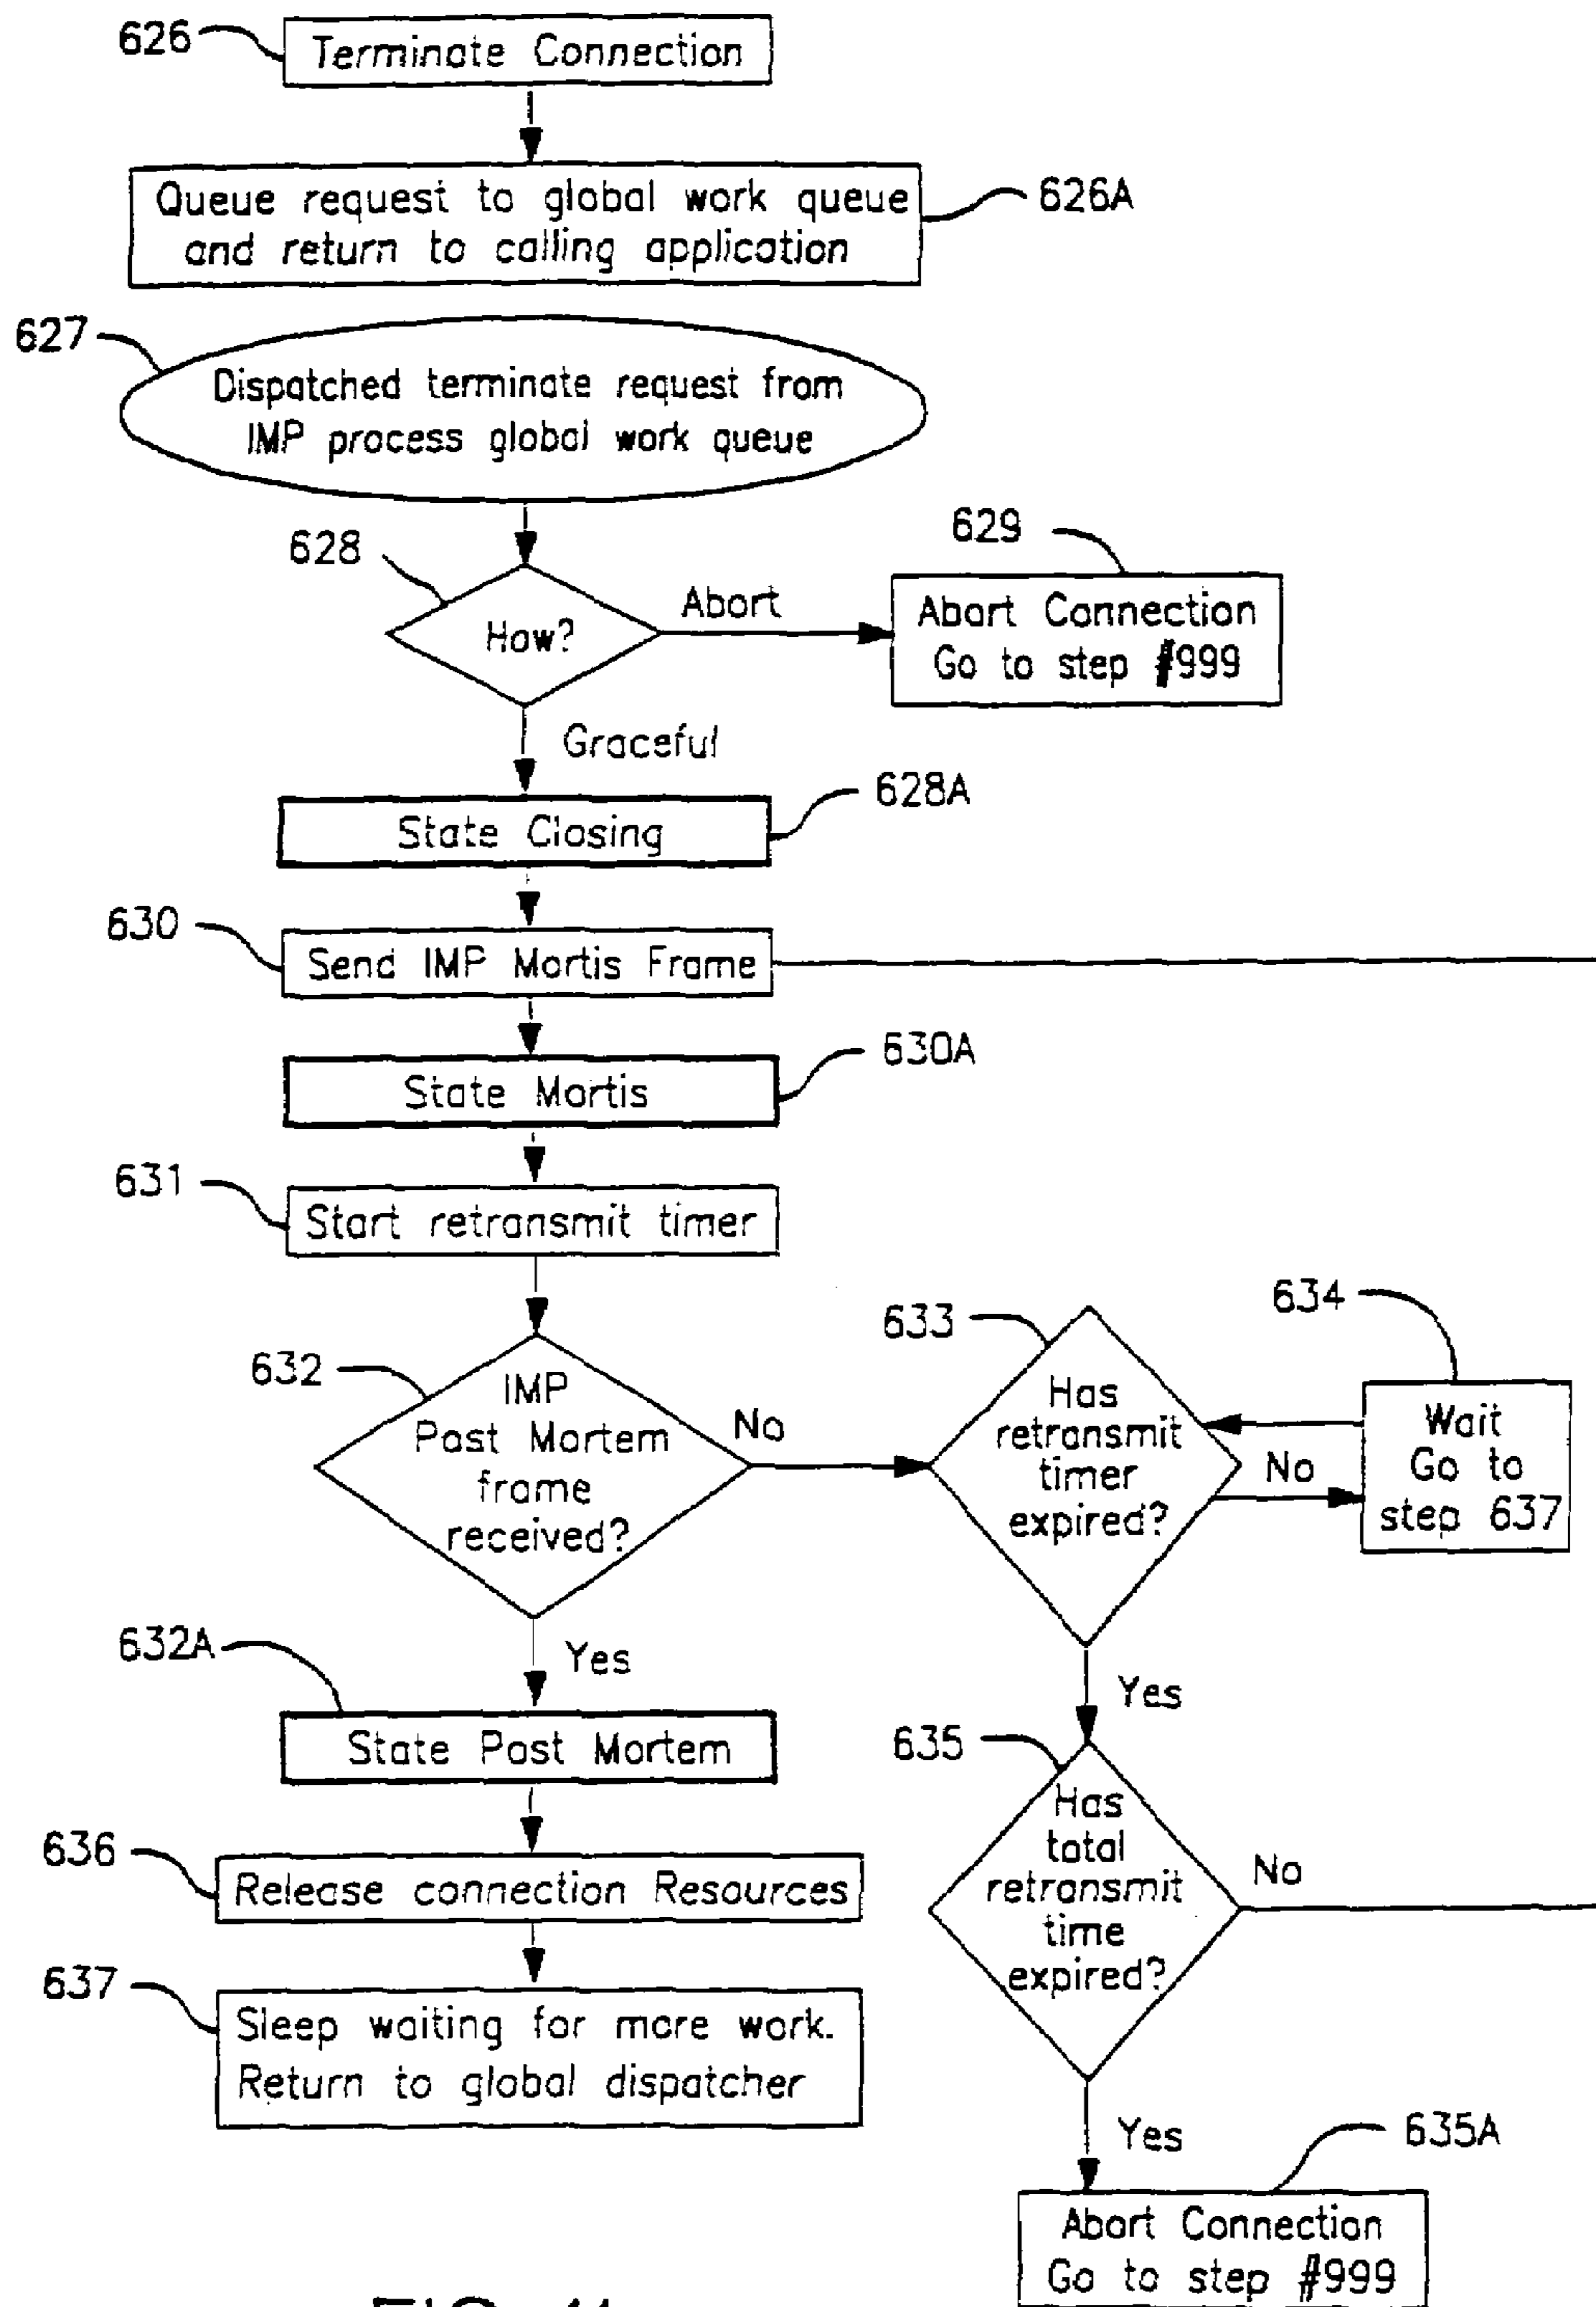 626
Terminate Connection
Queue request to global work queue
and return to calling application
626A
627
Dispatched terminate request from
IMP process global work queue
628
How?
Abort
629
Abort Connection
Go to step #999
Graceful
628A
State Closing
630
Send IMP Mortis Frame
630A
State Mortis
631
Start retransmit timer
632
IMP
Post Mortem
frame
received?
No
633
Has
retransmit
timer
expired?
No
634
Wait
Go to
step 637
Yes
632A
State Post Mortem
Yes
635
Has
total
retransmit
time
expired?
No
636
Release connection Resources
637
Sleep waiting for more work.
Return to global dispatcher
Yes
635A
Abort Connection
Go to step #999